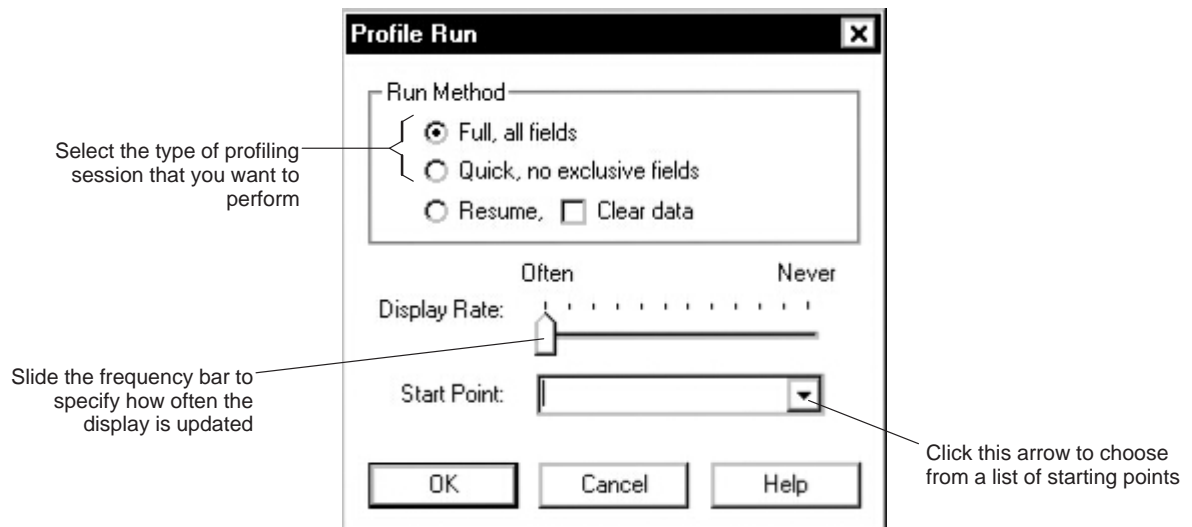 Profile Run
Run Method
Full, all fields
Quick, no exclusive fields
Resume, Clear data
Select the type of profiling
session that you want to
perform
Often Never
Display Rate:
Slide the frequency bar to
specify how often the
display is updated
Start Point:
Click this arrow to choose
from a list of starting points
OK Cancel Help